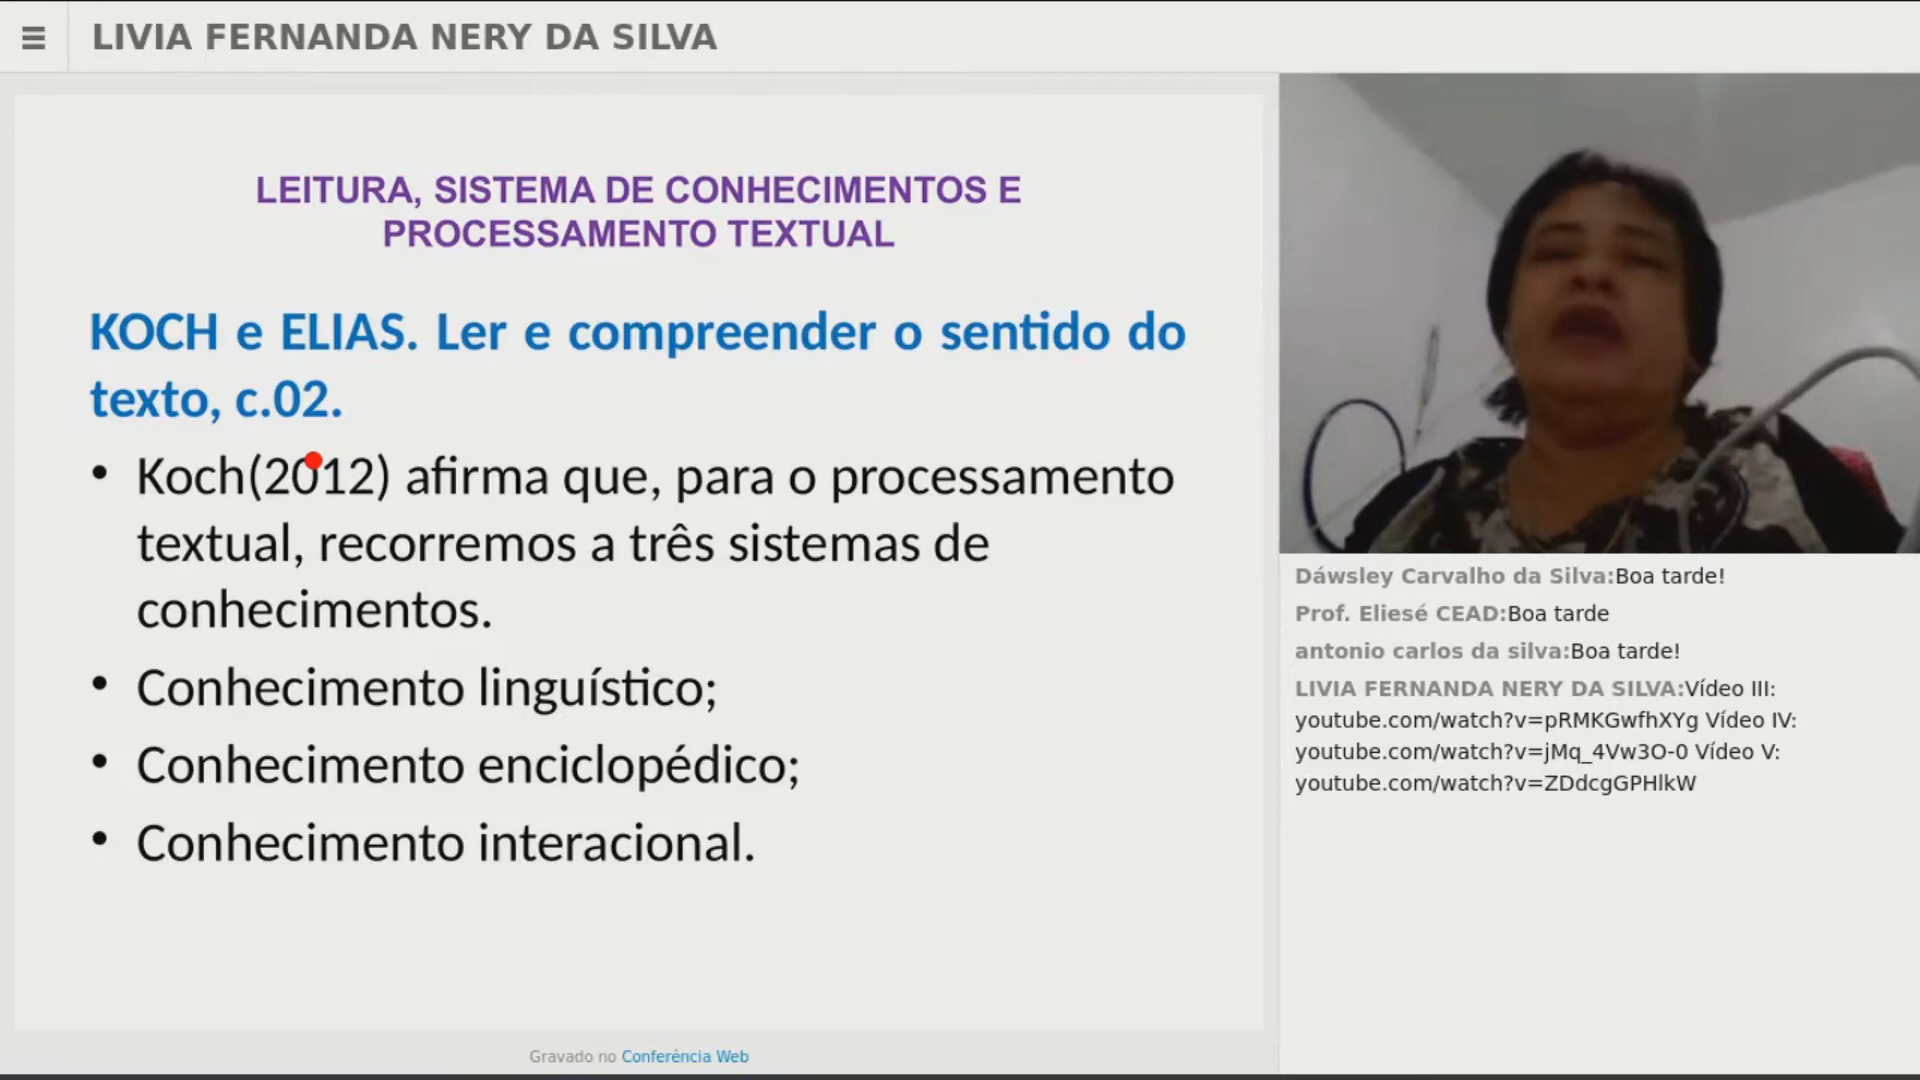 LIVIA FERNANDA NERY DA SILVA
LEITURA, SISTEMA DE CONHECIMENTOS E
PROCESSAMENTO TEXTUAL
KOCH e ELIAS. Ler e compreender o sentido do
texto, c.02.
• Koch(2012) afirma que, para o processamento
textual, recorremos a três sistemas de
conhecimentos.
• Conhecimento linguístico;
• Conhecimento enciclopédico;
• Conhecimento interacional.
Gravado no Conferência Web
Dáwsley Carvalho da Silva:Boa tarde!
Prof. Eliesé CEAD:Boa tarde
antonio carlos da silva:Boa tarde!
LIVIA FERNANDA NERY DA SILVA:Vídeo III:
youtube.com/watch?v=pRMKGwfhXYg Vídeo IV:
youtube.com/watch?v=jMq_4Vw3O-0 Vídeo V:
youtube.com/watch?v=ZDdcgGPHlkW